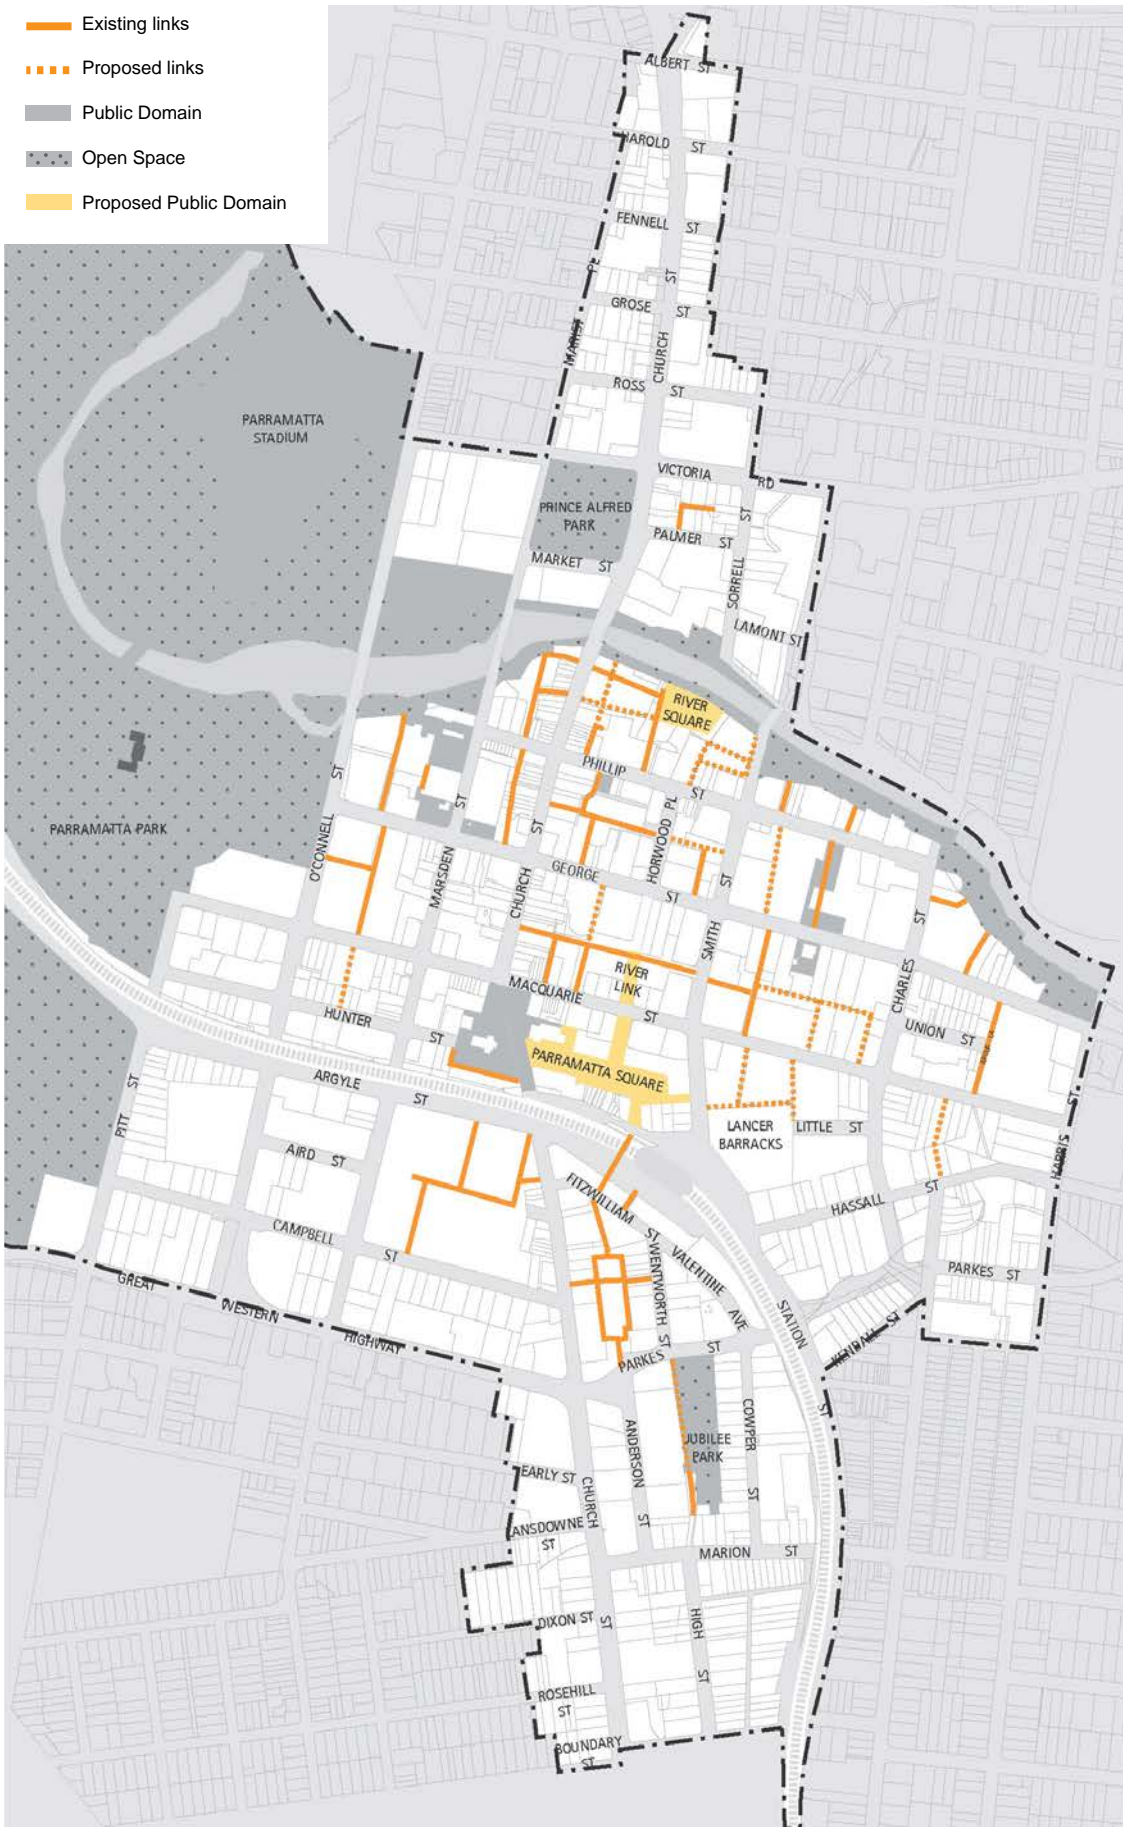 Existing links
Proposed links
Public Domain
Open Space
Proposed Public Domain
ALBERT ST
HAROLD ST
FENNELL ST
MARIST PL
GROSE ST
CHURCH ST
ROSS ST
PARRAMATTA
STADIUM
VICTORIA RD
PRINCE ALFRED
PARK
PALMER ST
MARKET ST
SORRELL ST
LAMONT ST
RIVER
SQUARE
PHILLIP ST
PARRAMATTA PARK
O'CONNELL ST
MARSDEN ST
CHURCH ST
HORWOOD PL
GEORGE ST
SMITH ST
CHARLES ST
RIVER
LINK
MACQUARIE ST
HUNTER ST
UNION ST
PARRAMATTA SQUARE
ARGYLE ST
PITT ST
AIRD ST
LANCER
BARRACKS
LITTLE ST
HARRIS ST
FITZWILLIAM ST
HASSALL ST
CAMPBELL ST
WENTWORTH ST
VALENTINE AVE
PARKES ST
GREAT WESTERN HIGHWAY
STATION ST
KENDALL ST
PARKES ST
ANDERSON ST
JUBILEE
PARK
COWPER ST
EARLY ST
CHURCH ST
ANSDOWNE
ST
MARION ST
DIXON ST
HIGH ST
ROSEHILL
ST
BOUNDARY
ST